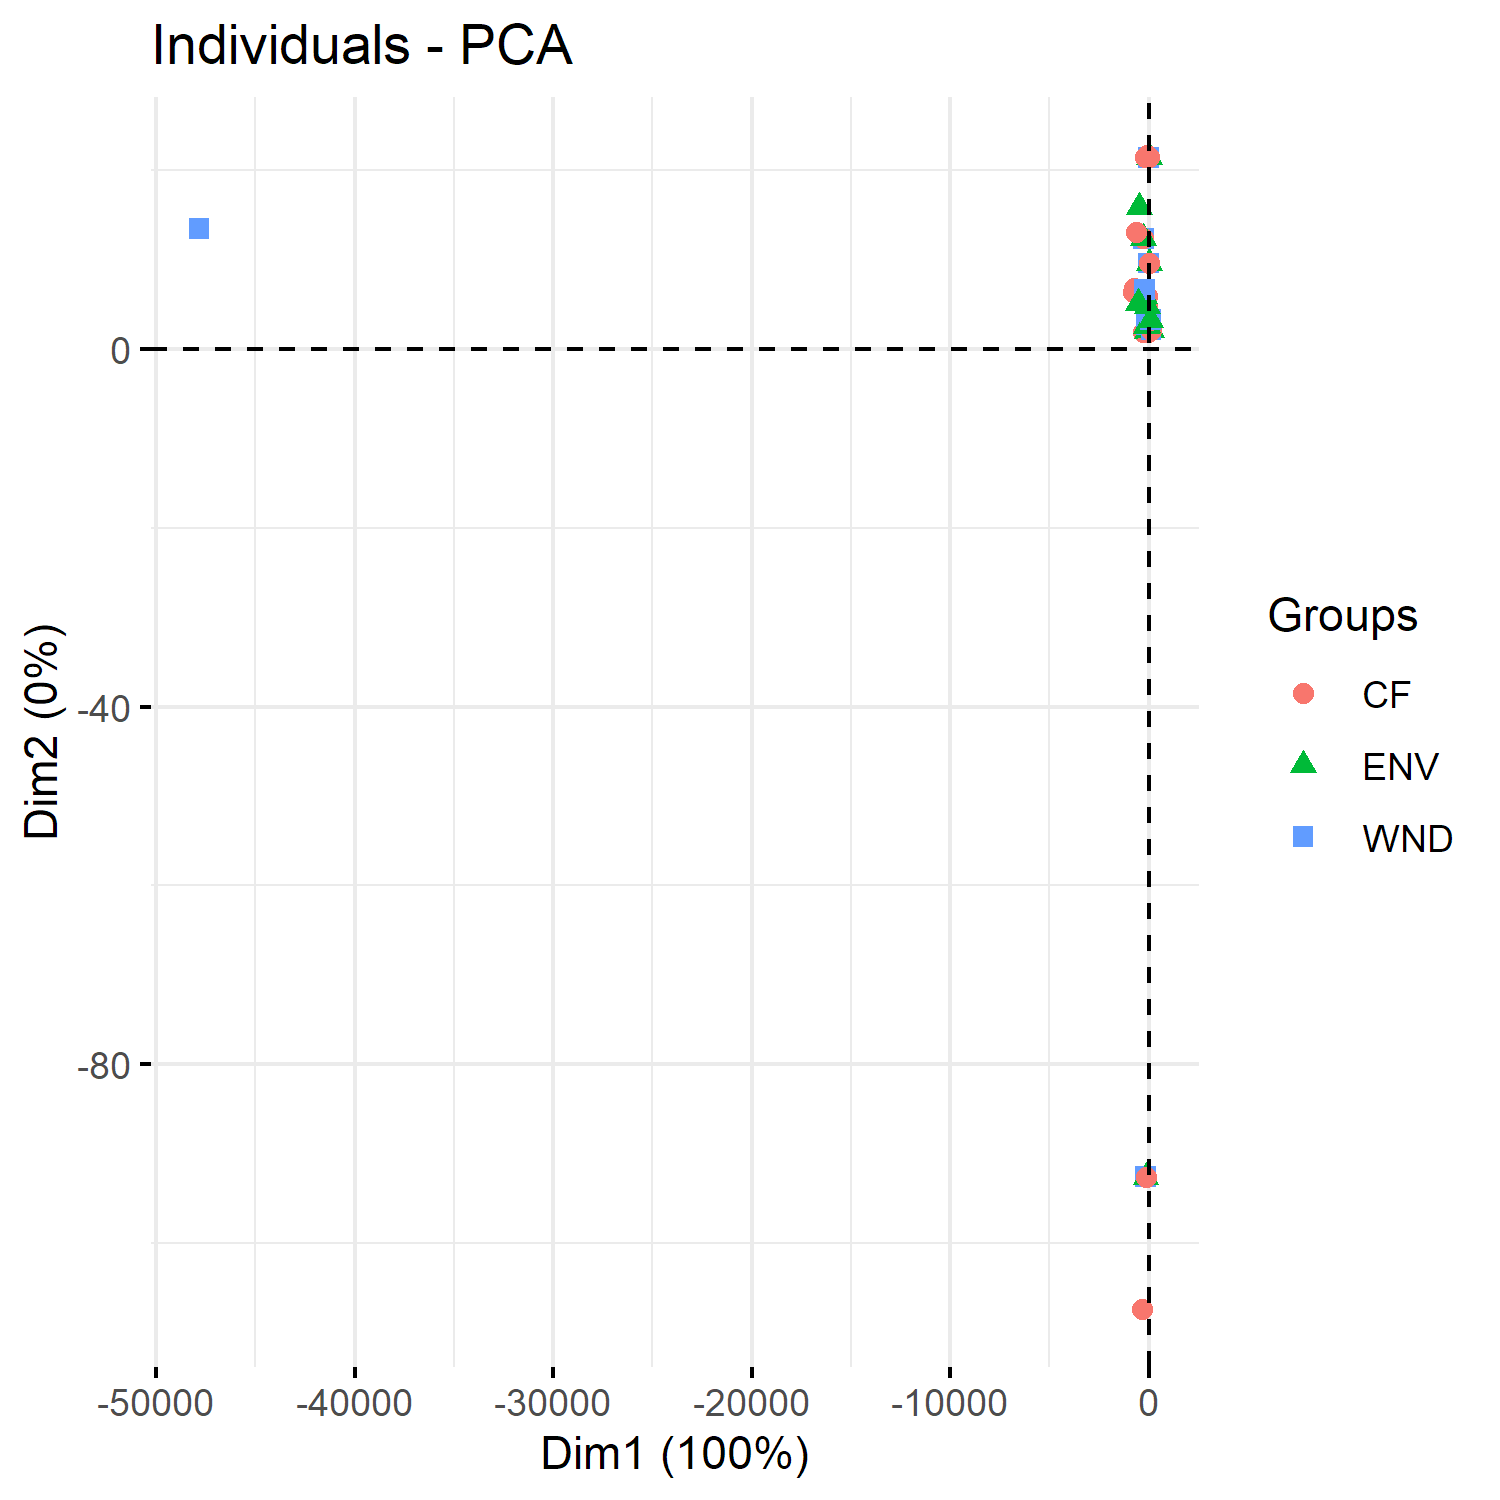 Individuals - PCA
0
-40
-80
Dim2 (0%)
-50000 -40000 -30000 -20000 -10000 0
Dim1 (100%)
Groups
CF
ENV
WND